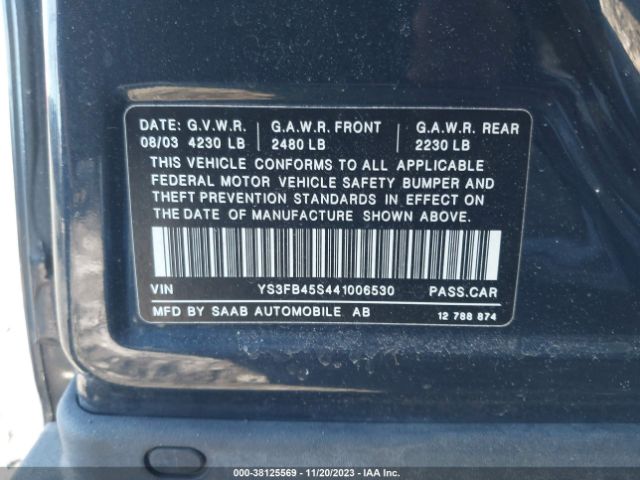 DATE: G.V.W.R. G.A.W.R. FRONT G.A.W.R. REAR
08/03 4230 LB 2480 LB 2230 LB
THIS VEHICLE CONFORMS TO ALL APPLICABLE
FEDERAL MOTOR VEHICLE SAFETY BUMPER AND
THEFT PREVENTION STANDARDS IN EFFECT ON
THE DATE OF MANUFACTURE SHOWN ABOVE.
VIN YS3FB45S441006530 PASS.CAR
MFD BY SAAB AUTOMOBILE AB 12 788 874
000-38125569 - 11/20/2023 - IAA Inc.